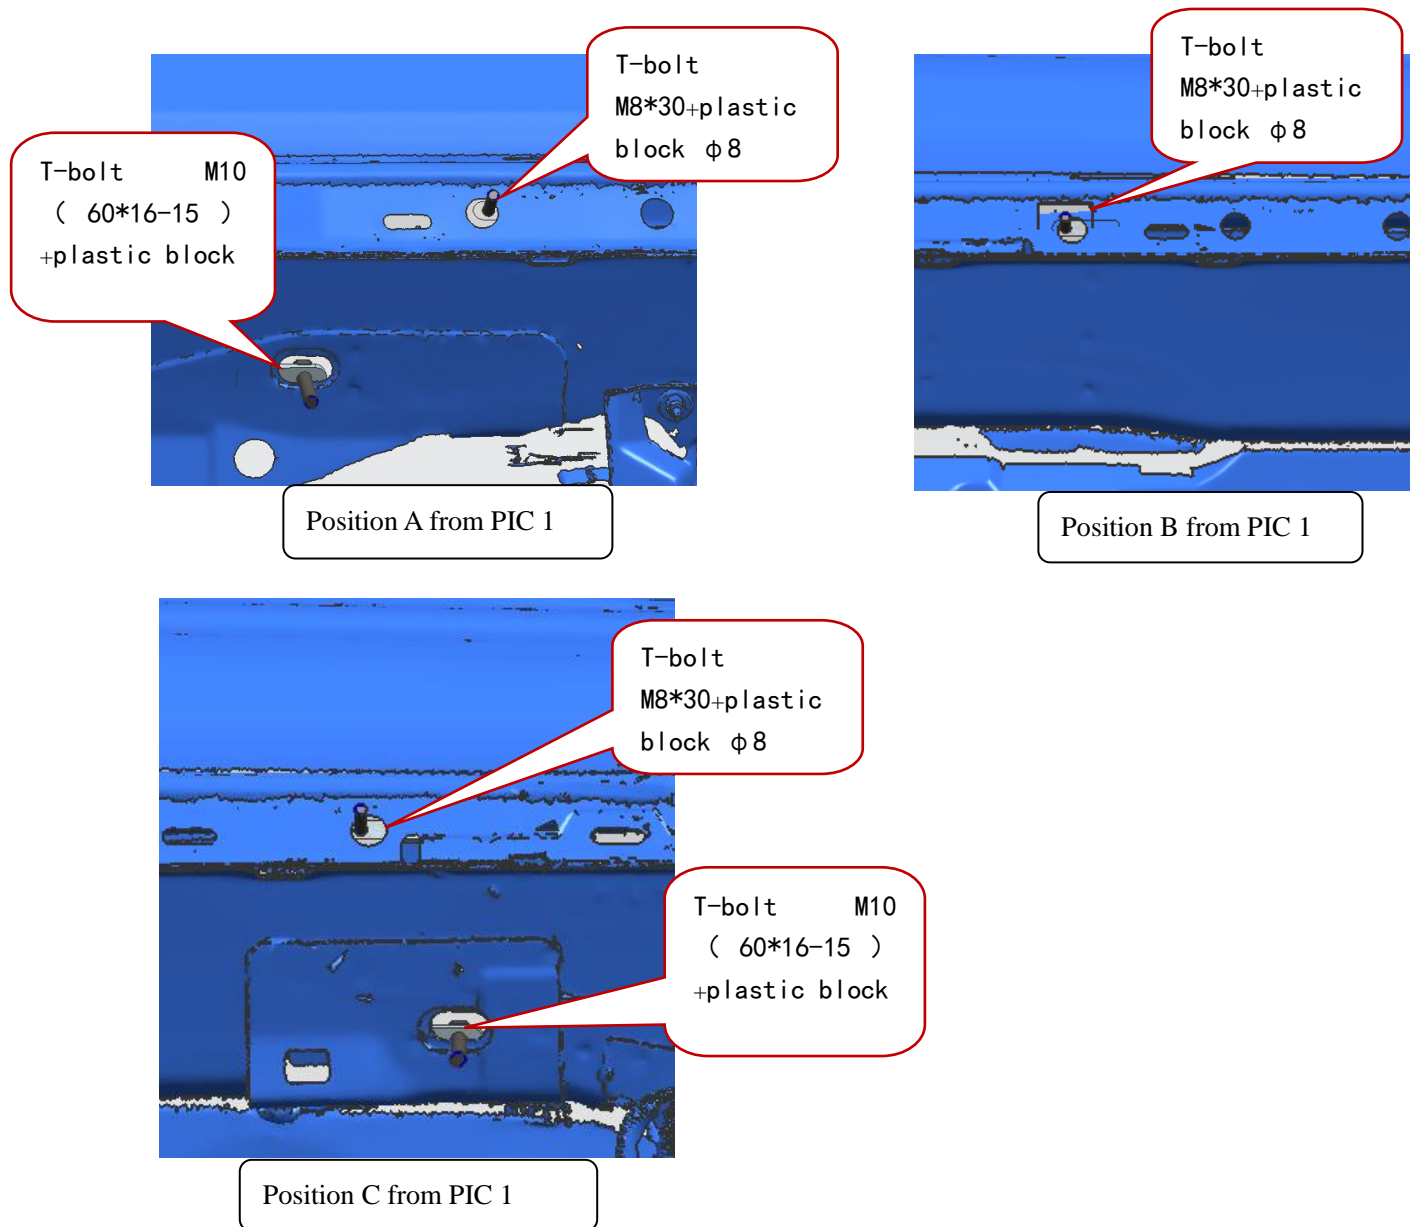 T-bolt
M8*30+plastic
block φ8
T-bolt M10
( 60*16-15 )
+plastic block
Position A from PIC 1
T-bolt
M8*30+plastic
block φ8
Position B from PIC 1
T-bolt
M8*30+plastic
block φ8
T-bolt M10
( 60*16-15 )
+plastic block
Position C from PIC 1